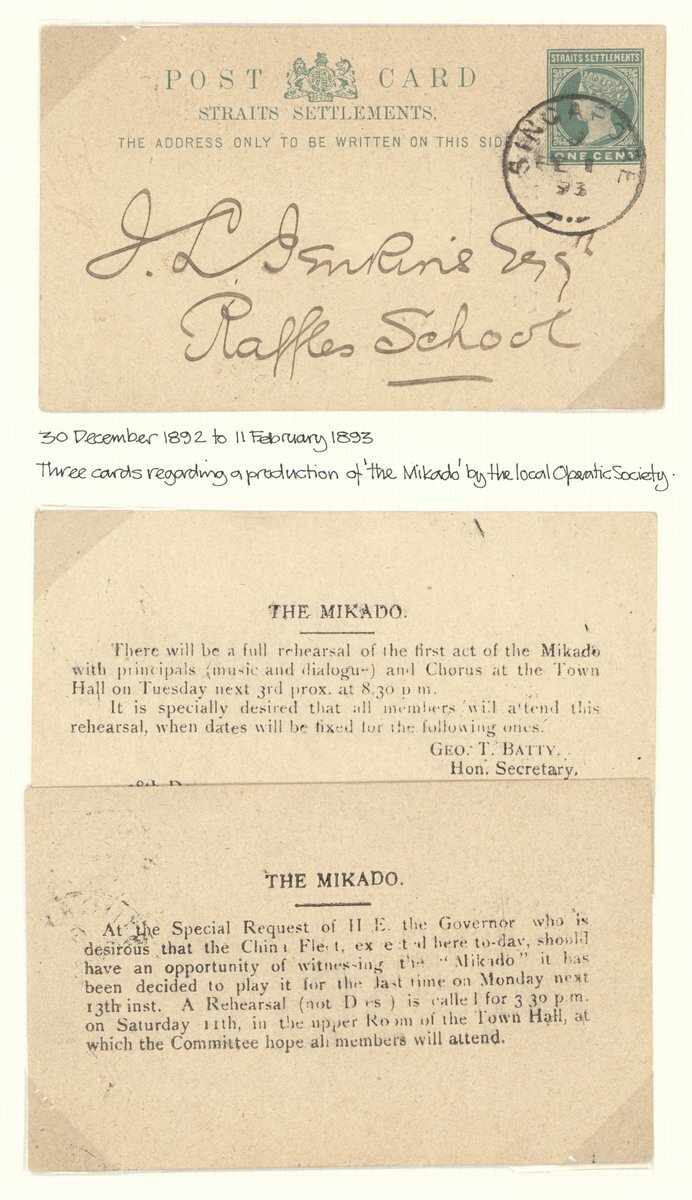 POST CARD
STRAITS SETTLEMENTS.
THE ADDRESS ONLY TO BE WRITTEN ON THIS SIDE
STRAITS SETTLEMENTS
ONE CENT
SINGAPORE
93
J. L. Jenkins Esqr
Raffles School
30 December 1892 to 11 February 1893
Three cards regarding a production of 'the Mikado' by the local Operatic Society.
THE MIKADO.
There will be a full rehearsal of the first act of the Mikado
with principals (music and dialogue) and Chorus at the Town
Hall on Tuesday next 3rd prox. at 8.30 p m.
It is specially desired that all members will attend this
rehearsal, when dates will be fixed for the following ones.
GEO. T. BATTY,
Hon. Secretary.
THE MIKADO.
At the Special Request of H E. the Governor who is
desirous that the China Fleet, expected here to-day, should
have an opportunity of witnessing the "Mikado" it has
been decided to play it for the last time on Monday next
13th inst. A Rehearsal (not Dress) is called for 3 30 p.m.
on Saturday 11th, in the upper Room of the Town Hall, at
which the Committee hope all members will attend.